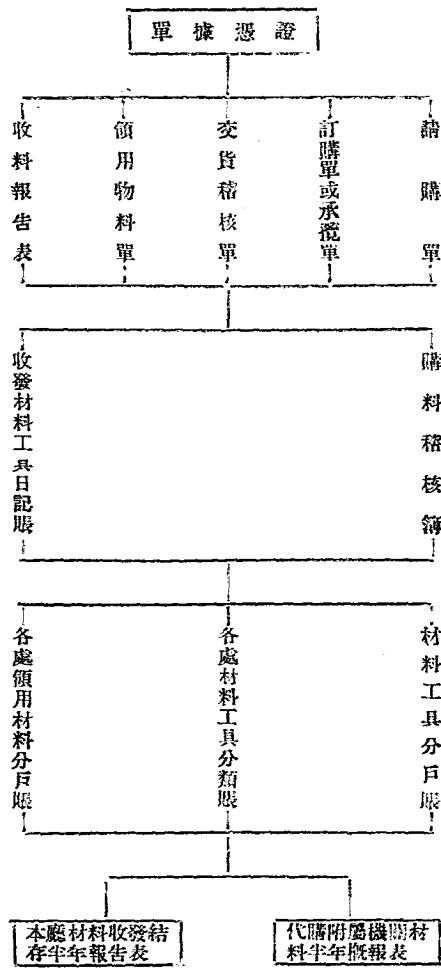 單據憑證
請購單
訂購單或承攬單
交貨稽核單
領用物料單
收料報告表
購料稽核簿
收發材料工具日記賬
材料工具分戶賬
各處材料工具分類賬
各處領用材料分戶賬
代購附屬機關材
料半年概報表
本廳材料收發結
存半年報告表